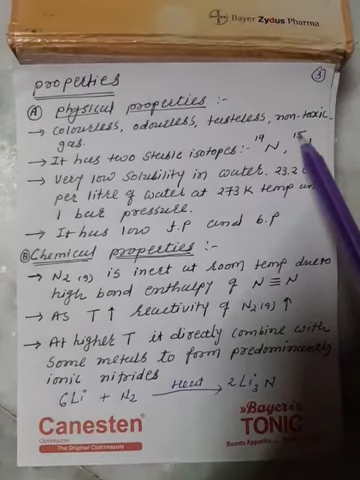 Bayer Zydus Pharma
properties
3
A Physical properties :-
→ Colourless, odourless, tasteless, non-toxic
gas.
→ It has two stable isotopes:- 14N, 15
→ Very low solubility in water. 23.2
per litre of water at 273K temp
1 bar pressure.
→ It has low f.p and b.p
B Chemical properties :-
→ N2(g) is inert at room temp due to
high bond enthalpy of N≡N
→ As T↑ reactivity of N2(g) ↑
→ At higher T it directly combine with
Some metals to form predominantly
ionic nitrides
6Li + N2 Heat → 2Li3N
Canesten
Clotrimazole
The Original Clotrimazole
Bayer's
TONIC
Boosts Appetite